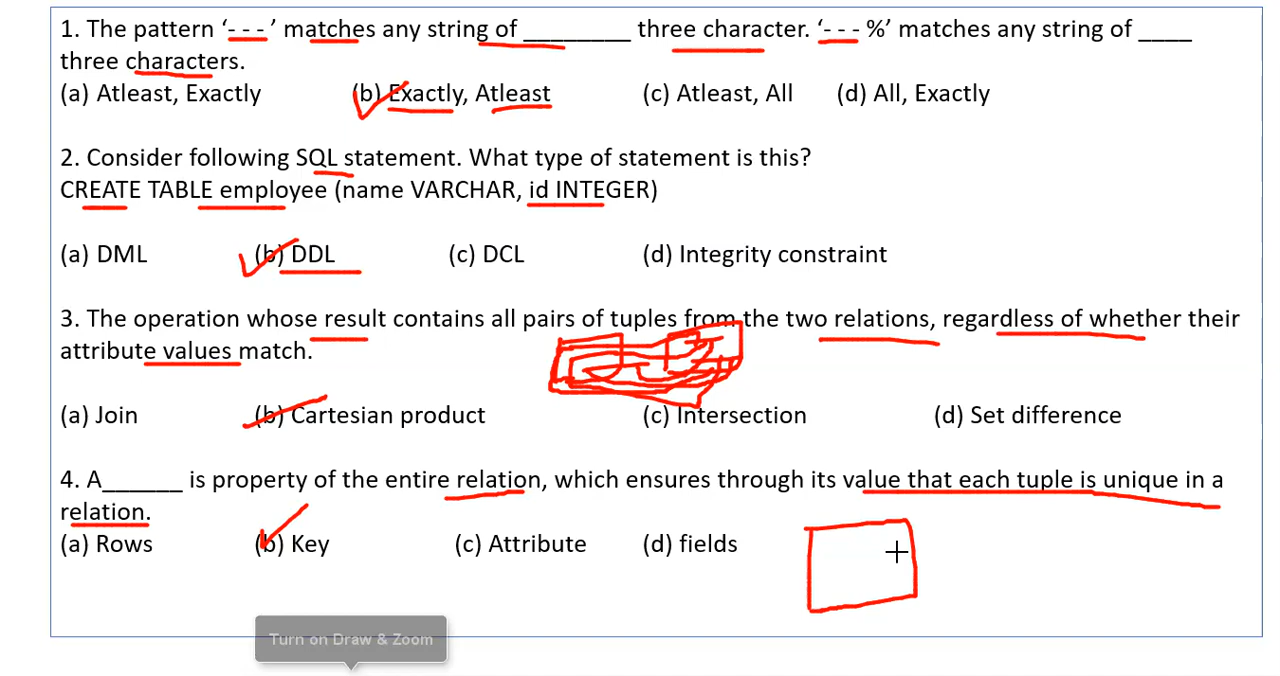 1. The pattern ‘- - -’ matches any string of ________ three character. ‘- - - %’ matches any string of ____
three characters.
(a) Atleast, Exactly (b) Exactly, Atleast (c) Atleast, All (d) All, Exactly
2. Consider following SQL statement. What type of statement is this?
CREATE TABLE employee (name VARCHAR, id INTEGER)
(a) DML (b) DDL (c) DCL (d) Integrity constraint
3. The operation whose result contains all pairs of tuples from the two relations, regardless of whether their
attribute values match.
(a) Join (b) Cartesian product (c) Intersection (d) Set difference
4. A______ is property of the entire relation, which ensures through its value that each tuple is unique in a
relation.
(a) Rows (b) Key (c) Attribute (d) fields
Turn on Draw & Zoom